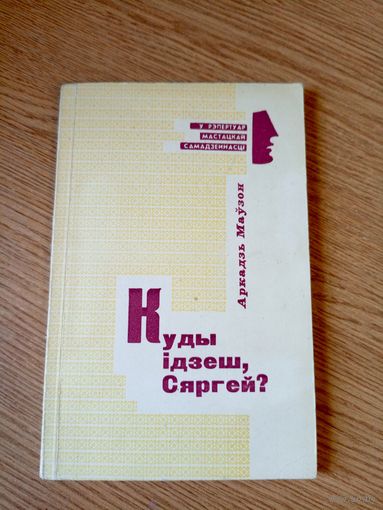 У РЭПЕРТУАР
МАСТАЦКАЙ
САМАДЗЕЙНАСЦІ
Аркадзь Маўзон
Куды
ідзеш,
Сяргей?